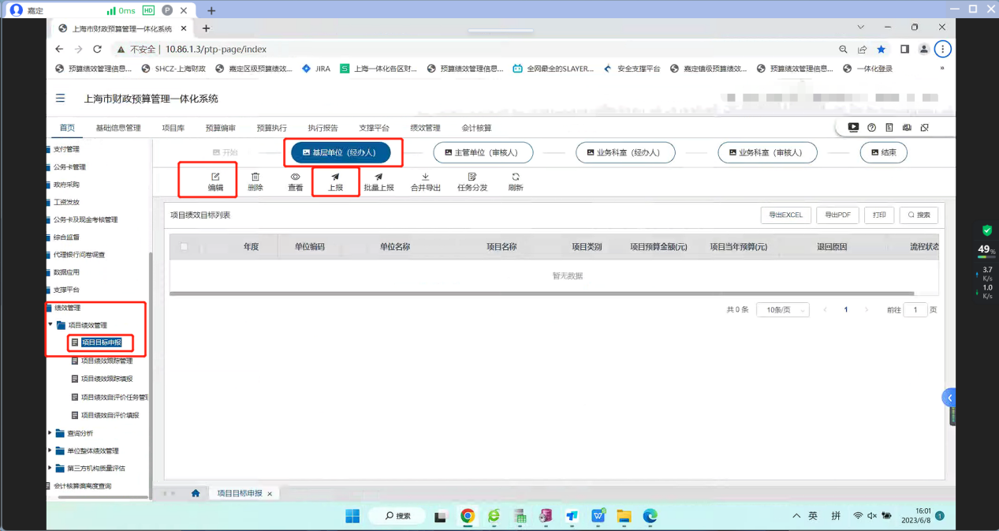 嘉定 0ms HD P
上海市财政预算管理一体化系统
不安全 | 10.86.1.3/ptp-page/index
预算绩效管理信息... SHCZ-上海财政 嘉定区级预算绩效... JIRA 上海一体化各区财... 预算绩效管理信息... 全网最全的SLAYER... 安全支撑平台 嘉定镇级预算绩效... 预算绩效管理信息... 一体化登录 »
上海市财政预算管理一体化系统
首页 基础信息管理 项目库 预算编审 预算执行 执行报告 支撑平台 绩效管理 会计核算
支付管理
公务卡管理
政府采购
工资发放
公务卡及现金考核管理
综合监督
代理银行问卷调查
数据应用
支撑平台
绩效管理
项目绩效管理
项目目标申报
项目绩效跟踪管理
项目绩效跟踪填报
项目绩效自评价任务管理
项目绩效自评价填报
查询分析
单位整体绩效管理
第三方机构质量评估
会计核算偏离度查询
开始 基层单位（经办人） 主管单位（审核人） 业务科室（经办人） 业务科室（审核人） 结束
编辑 删除 查看 上报 批量上报 合并导出 任务分发 刷新
项目绩效目标列表 导出EXCEL 导出PDF 打印 搜索
年度 单位编码 单位名称 项目名称 项目类别 项目预算金额(元) 项目当年预算(元) 退回原因 流程状态
暂无数据
共 0 条 10条/页 1 前往 1 页
项目目标申报
49%
3.7
K/s
1.0
K/s
搜索 英 拼 16:01
2023/6/8 1